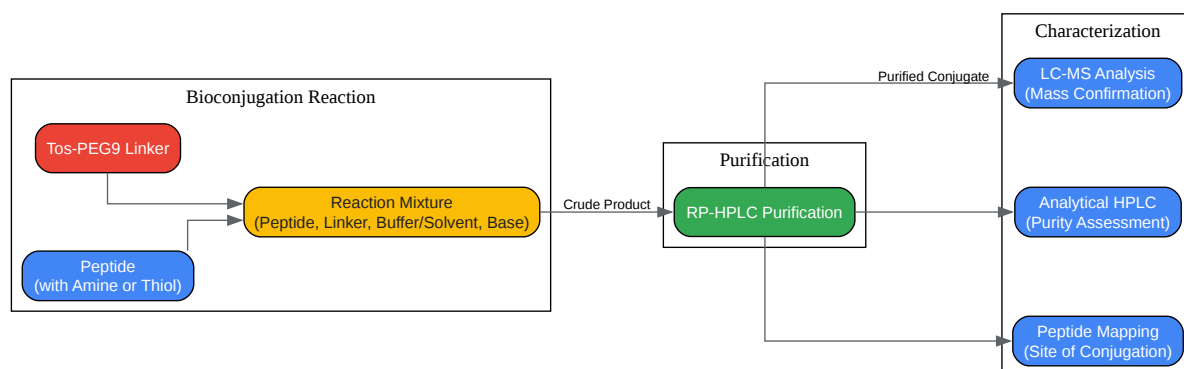 Bioconjugation Reaction
Tos-PEG9 Linker
Peptide
(with Amine or Thiol)
Reaction Mixture
(Peptide, Linker, Buffer/Solvent, Base)
Crude Product
Purification
RP-HPLC Purification
Purified Conjugate
Characterization
LC-MS Analysis
(Mass Confirmation)
Analytical HPLC
(Purity Assessment)
Peptide Mapping
(Site of Conjugation)